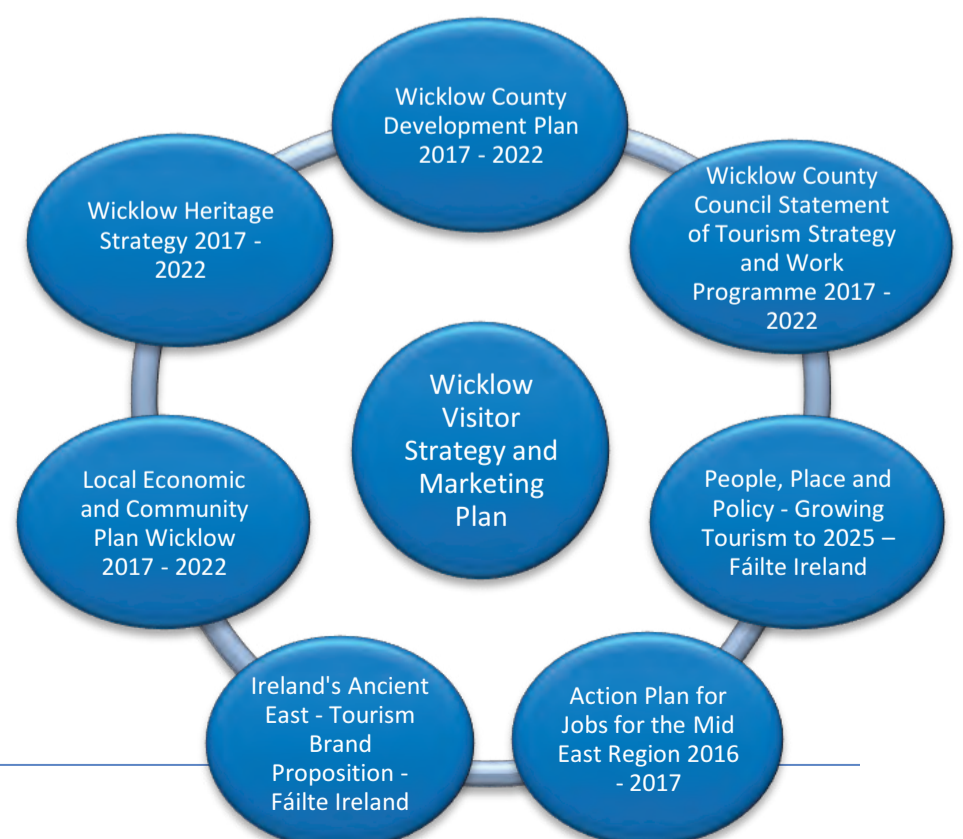 Wicklow County
Development Plan
2017 - 2022
Wicklow County
Council Statement
of Tourism Strategy
and Work
Programme 2017 -
2022
People, Place and
Policy - Growing
Tourism to 2025 –
Fáilte Ireland
Action Plan for
Jobs for the Mid
East Region 2016
- 2017
Ireland's Ancient
East - Tourism
Brand
Proposition -
Fáilte Ireland
Local Economic
and Community
Plan Wicklow
2017 - 2022
Wicklow Heritage
Strategy 2017 -
2022
Wicklow
Visitor
Strategy and
Marketing
Plan